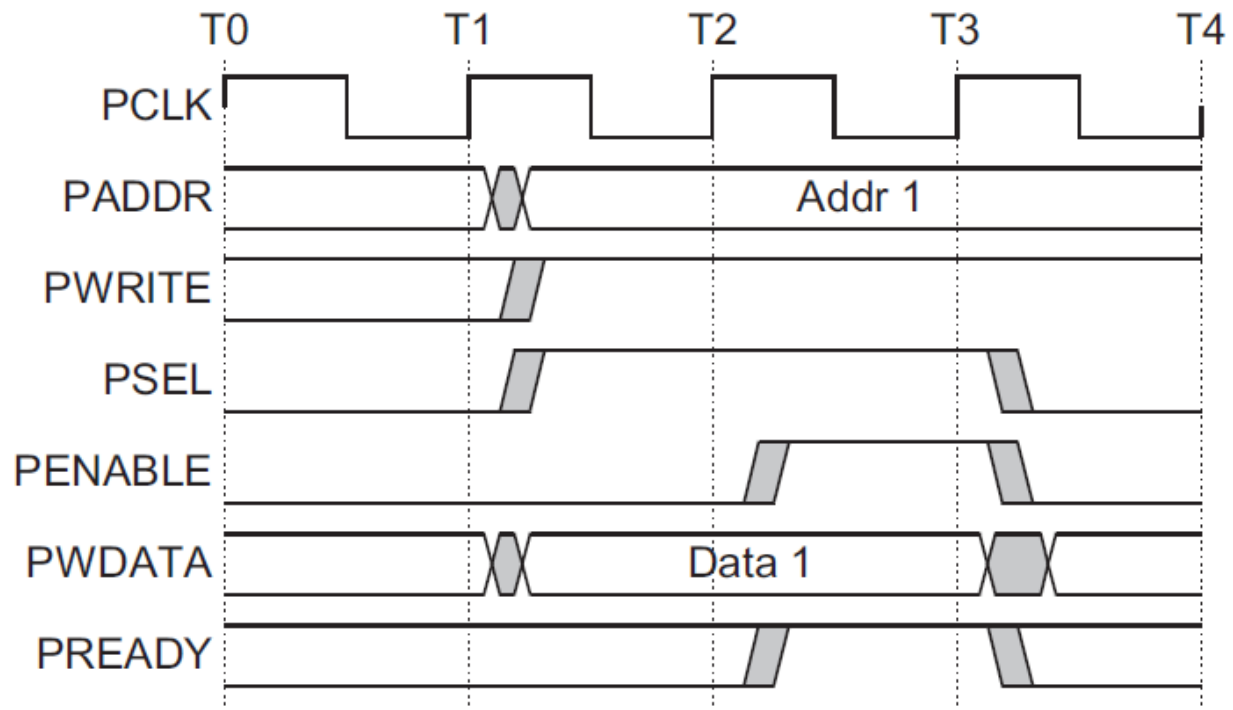 T0 T1 T2 T3 T4
PCLK
PADDR Addr 1
PWRITE
PSEL
PENABLE
PWDATA Data 1
PREADY